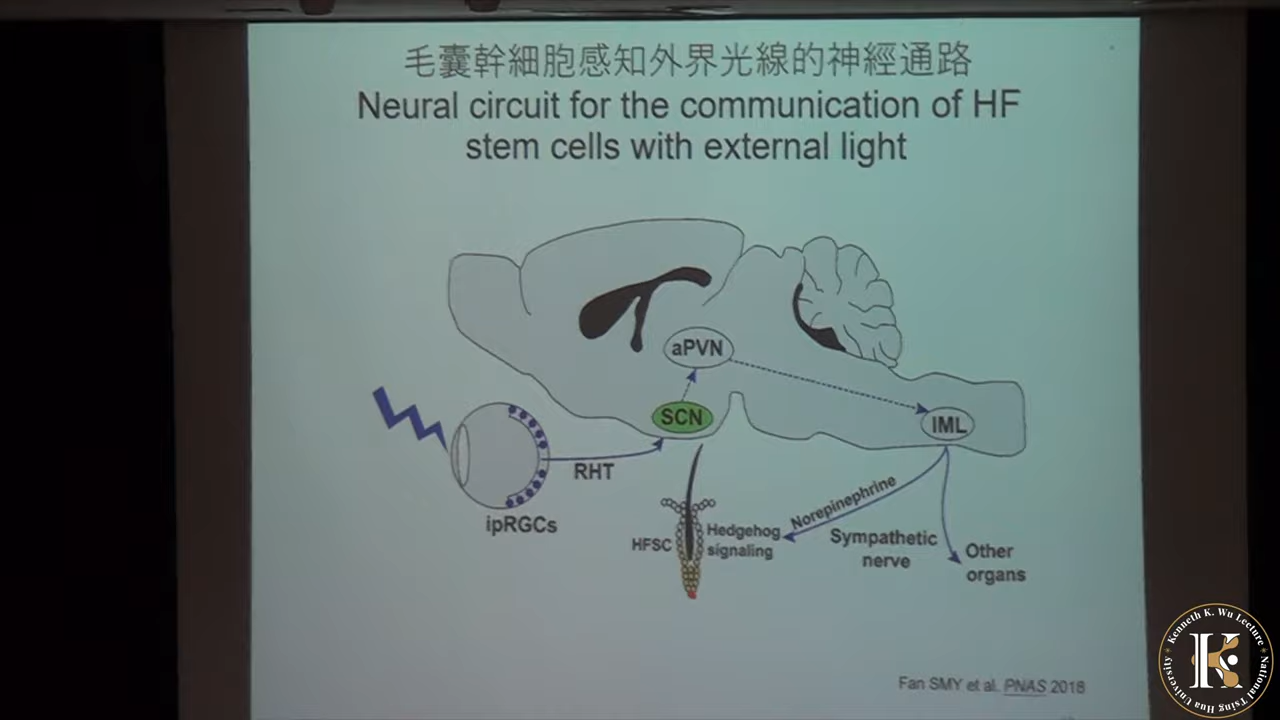 毛囊幹細胞感知外界光線的神經通路
Neural circuit for the communication of HF
stem cells with external light
aPVN
SCN
IML
RHT
ipRGCs
Norepinephrine
HFSC
Hedgehog
signaling
Sympathetic
nerve
Other
organs
Fan SMY et al. PNAS 2018
Kenneth K. Wu Lecture
National Tsing Hua University
K